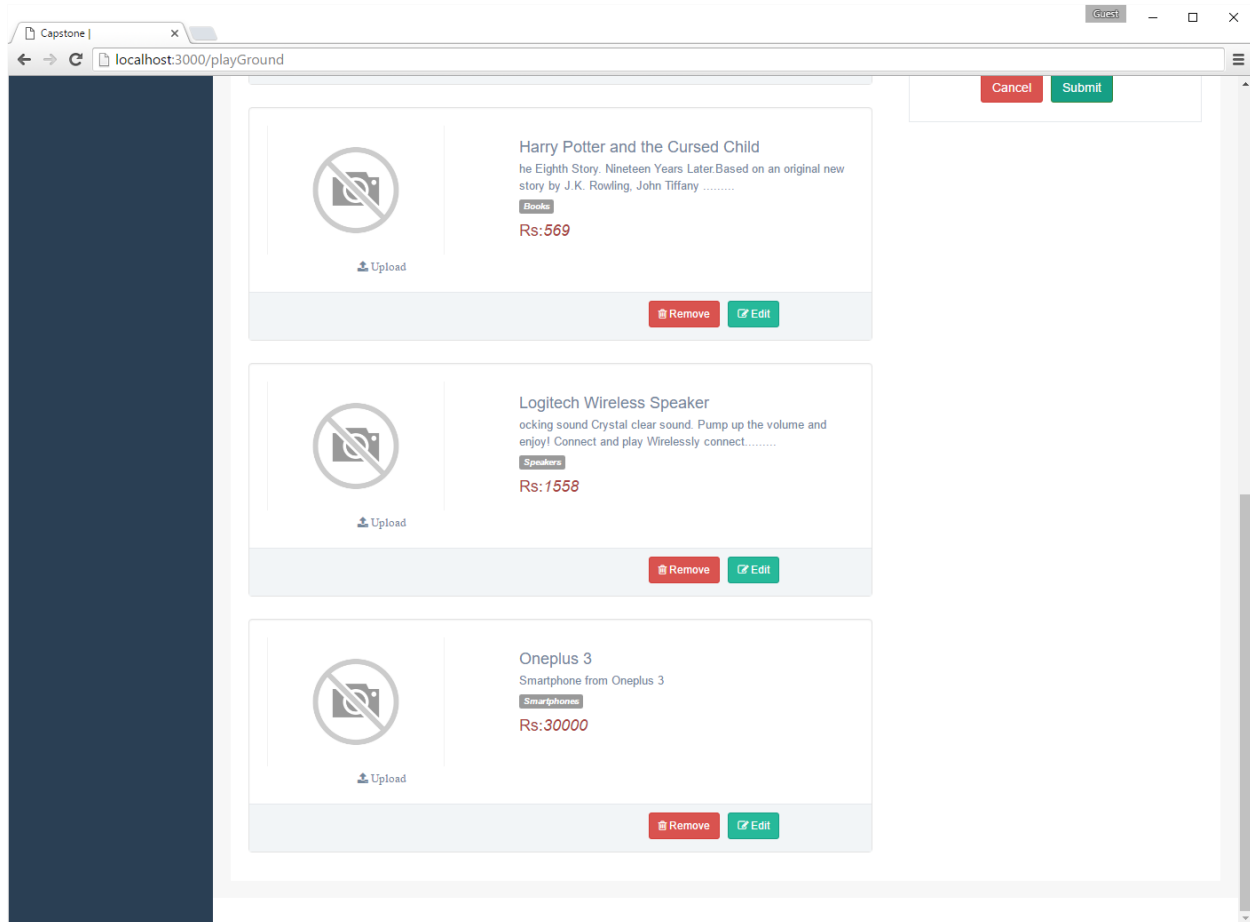 Guest
Capstone |
localhost:3000/playGround
Cancel Submit
Harry Potter and the Cursed Child
he Eighth Story. Nineteen Years Later.Based on an original new
story by J.K. Rowling, John Tiffany .........
Books
Rs:569
Upload
Remove Edit
Logitech Wireless Speaker
ocking sound Crystal clear sound. Pump up the volume and
enjoy! Connect and play Wirelessly connect.........
Speakers
Rs:1558
Upload
Remove Edit
Oneplus 3
Smartphone from Oneplus 3
Smartphones
Rs:30000
Upload
Remove Edit